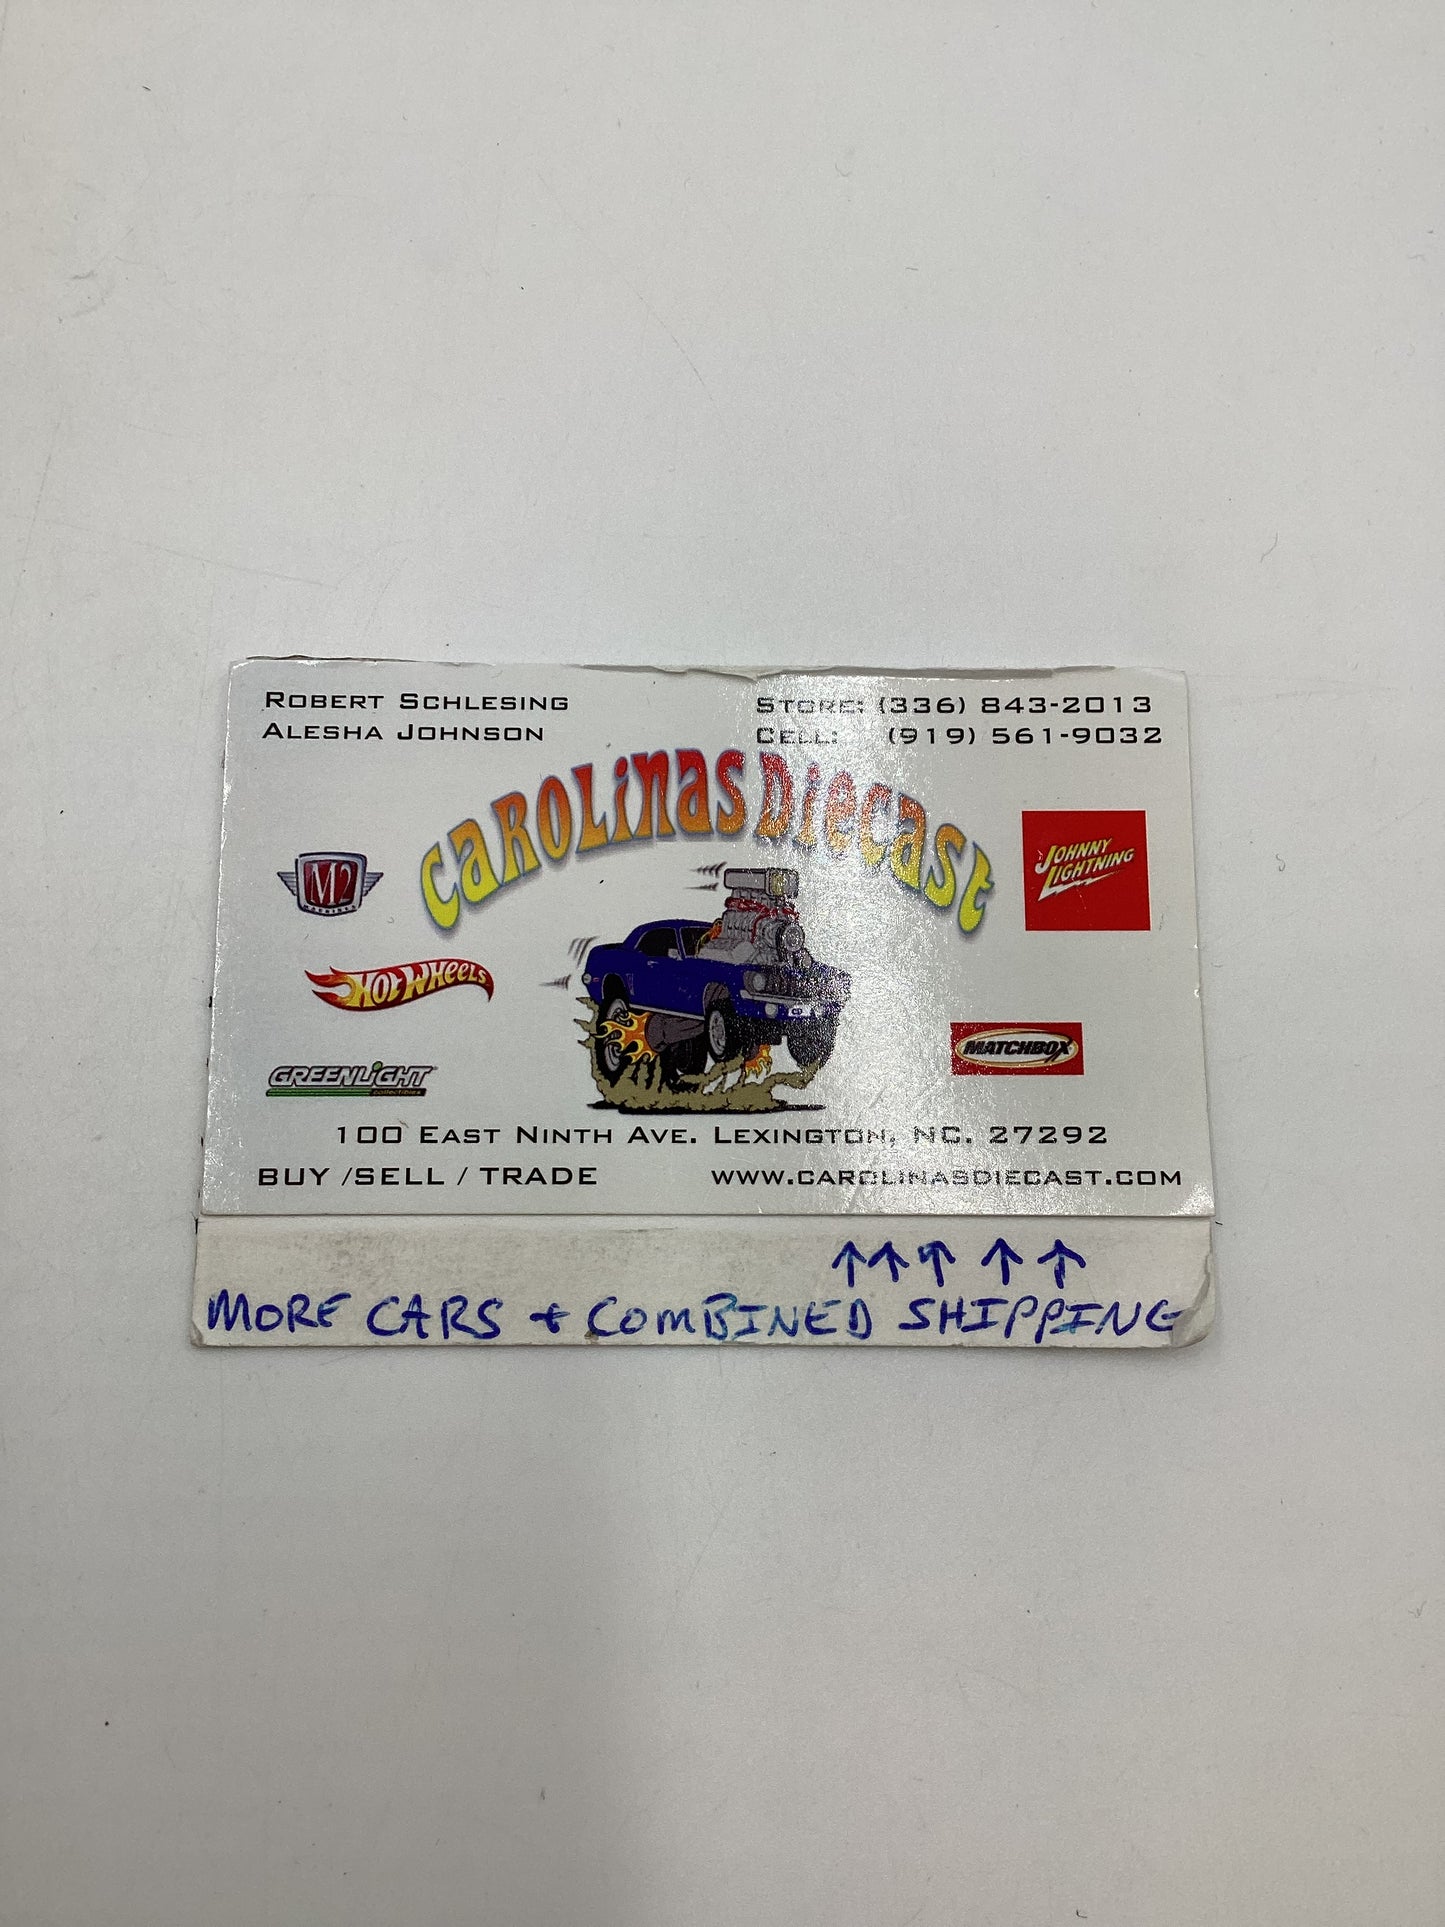 ROBERT SCHLESING
ALESHA JOHNSON
STORE: (336) 843-2013
CELL: (919) 561-9032
CAROLINAS DIECAST
M2
MACHINES
JOHNNY
LIGHTNING
HOT WHEELS
MATCHBOX
GREENLIGHT
collectibles
100 EAST NINTH AVE. LEXINGTON, NC. 27292
BUY /SELL / TRADE
WWW.CAROLINASDIECAST.COM
↑ ↑ ↑ ↑ ↑
MORE CARS + COMBINED SHIPPING